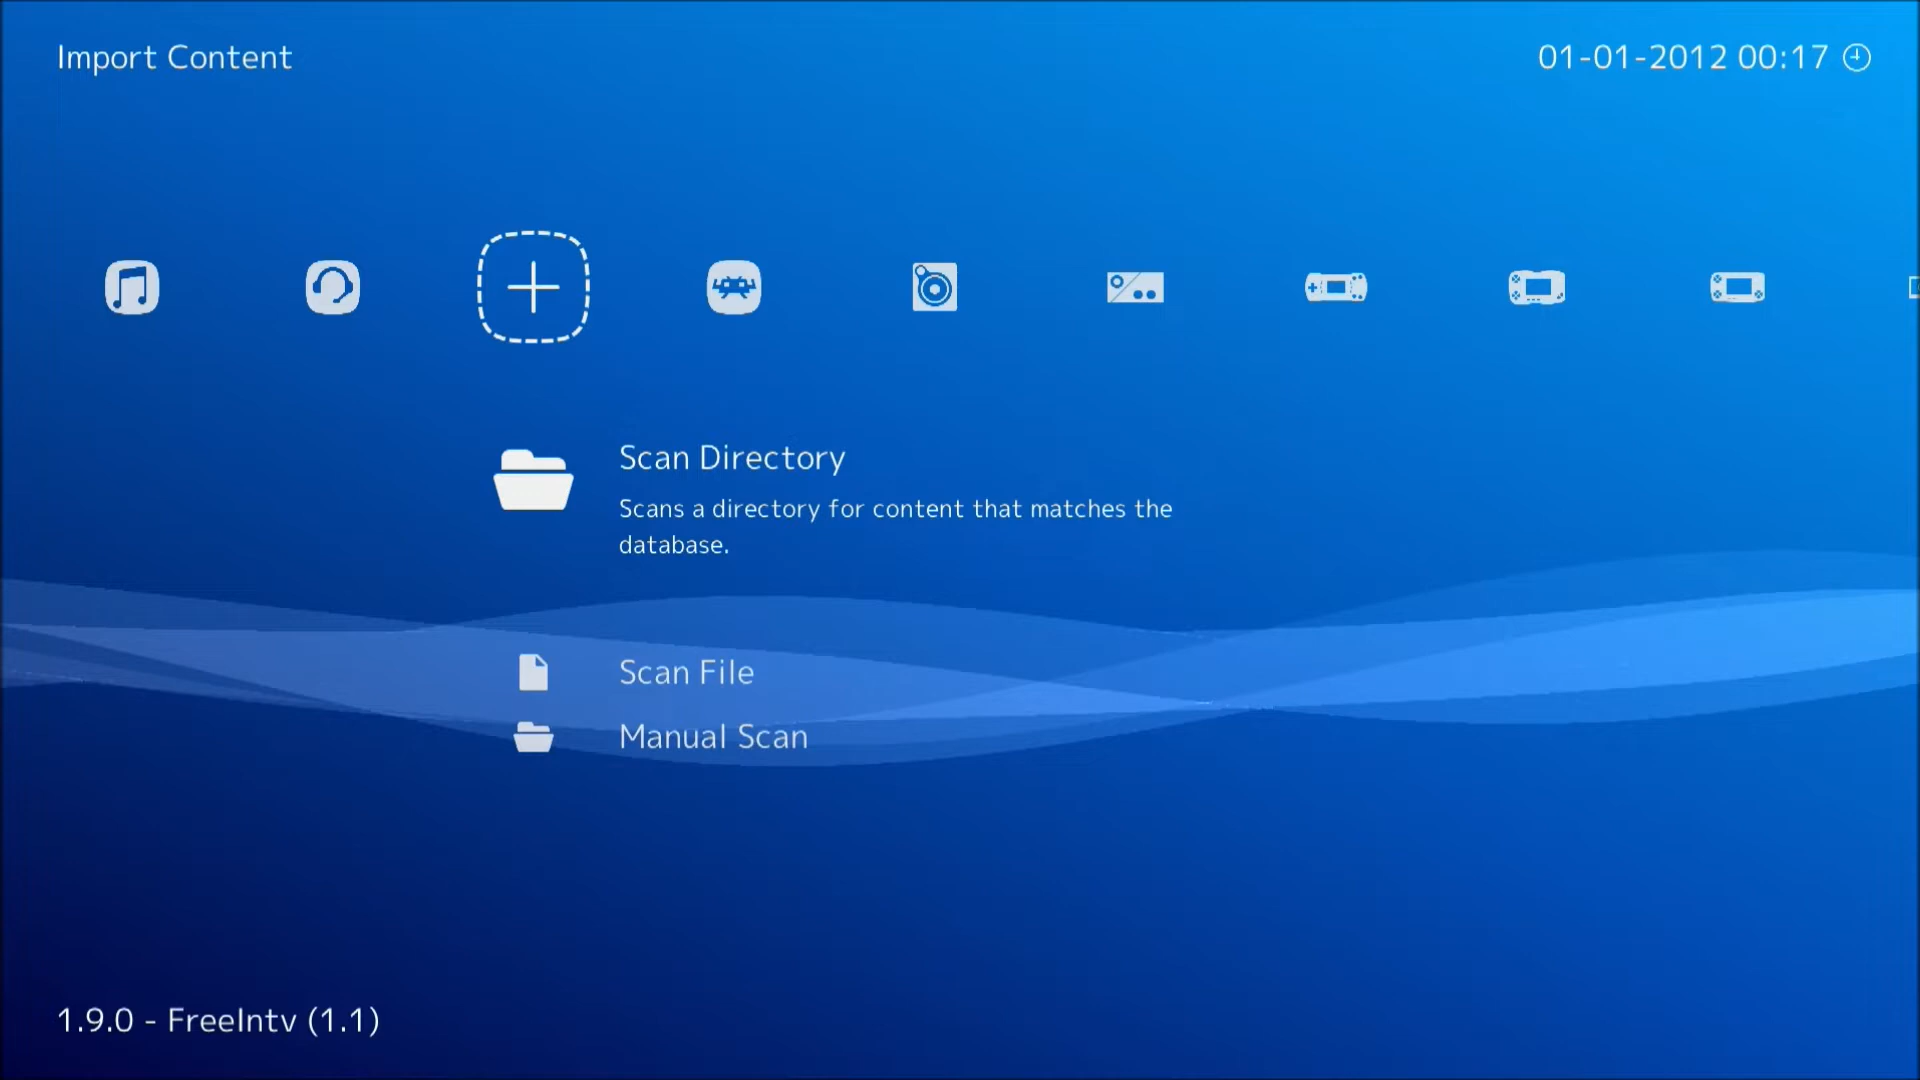 Import Content
01-01-2012 00:17
Scan Directory
Scans a directory for content that matches the
database.
Scan File
Manual Scan
1.9.0 - FreeIntv (1.1)